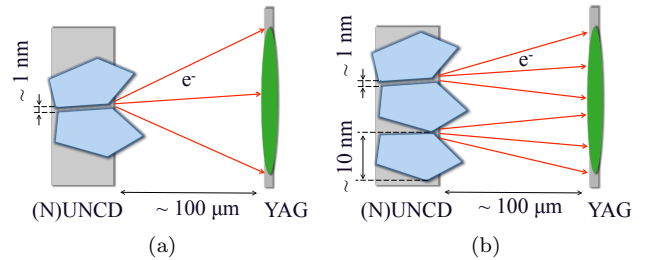 ~ 1 nm
e-
(N)UNCD
~ 100 μm
YAG
(a)
~ 1 nm
~ 10 nm
e-
(N)UNCD
~ 100 μm
YAG
(b)